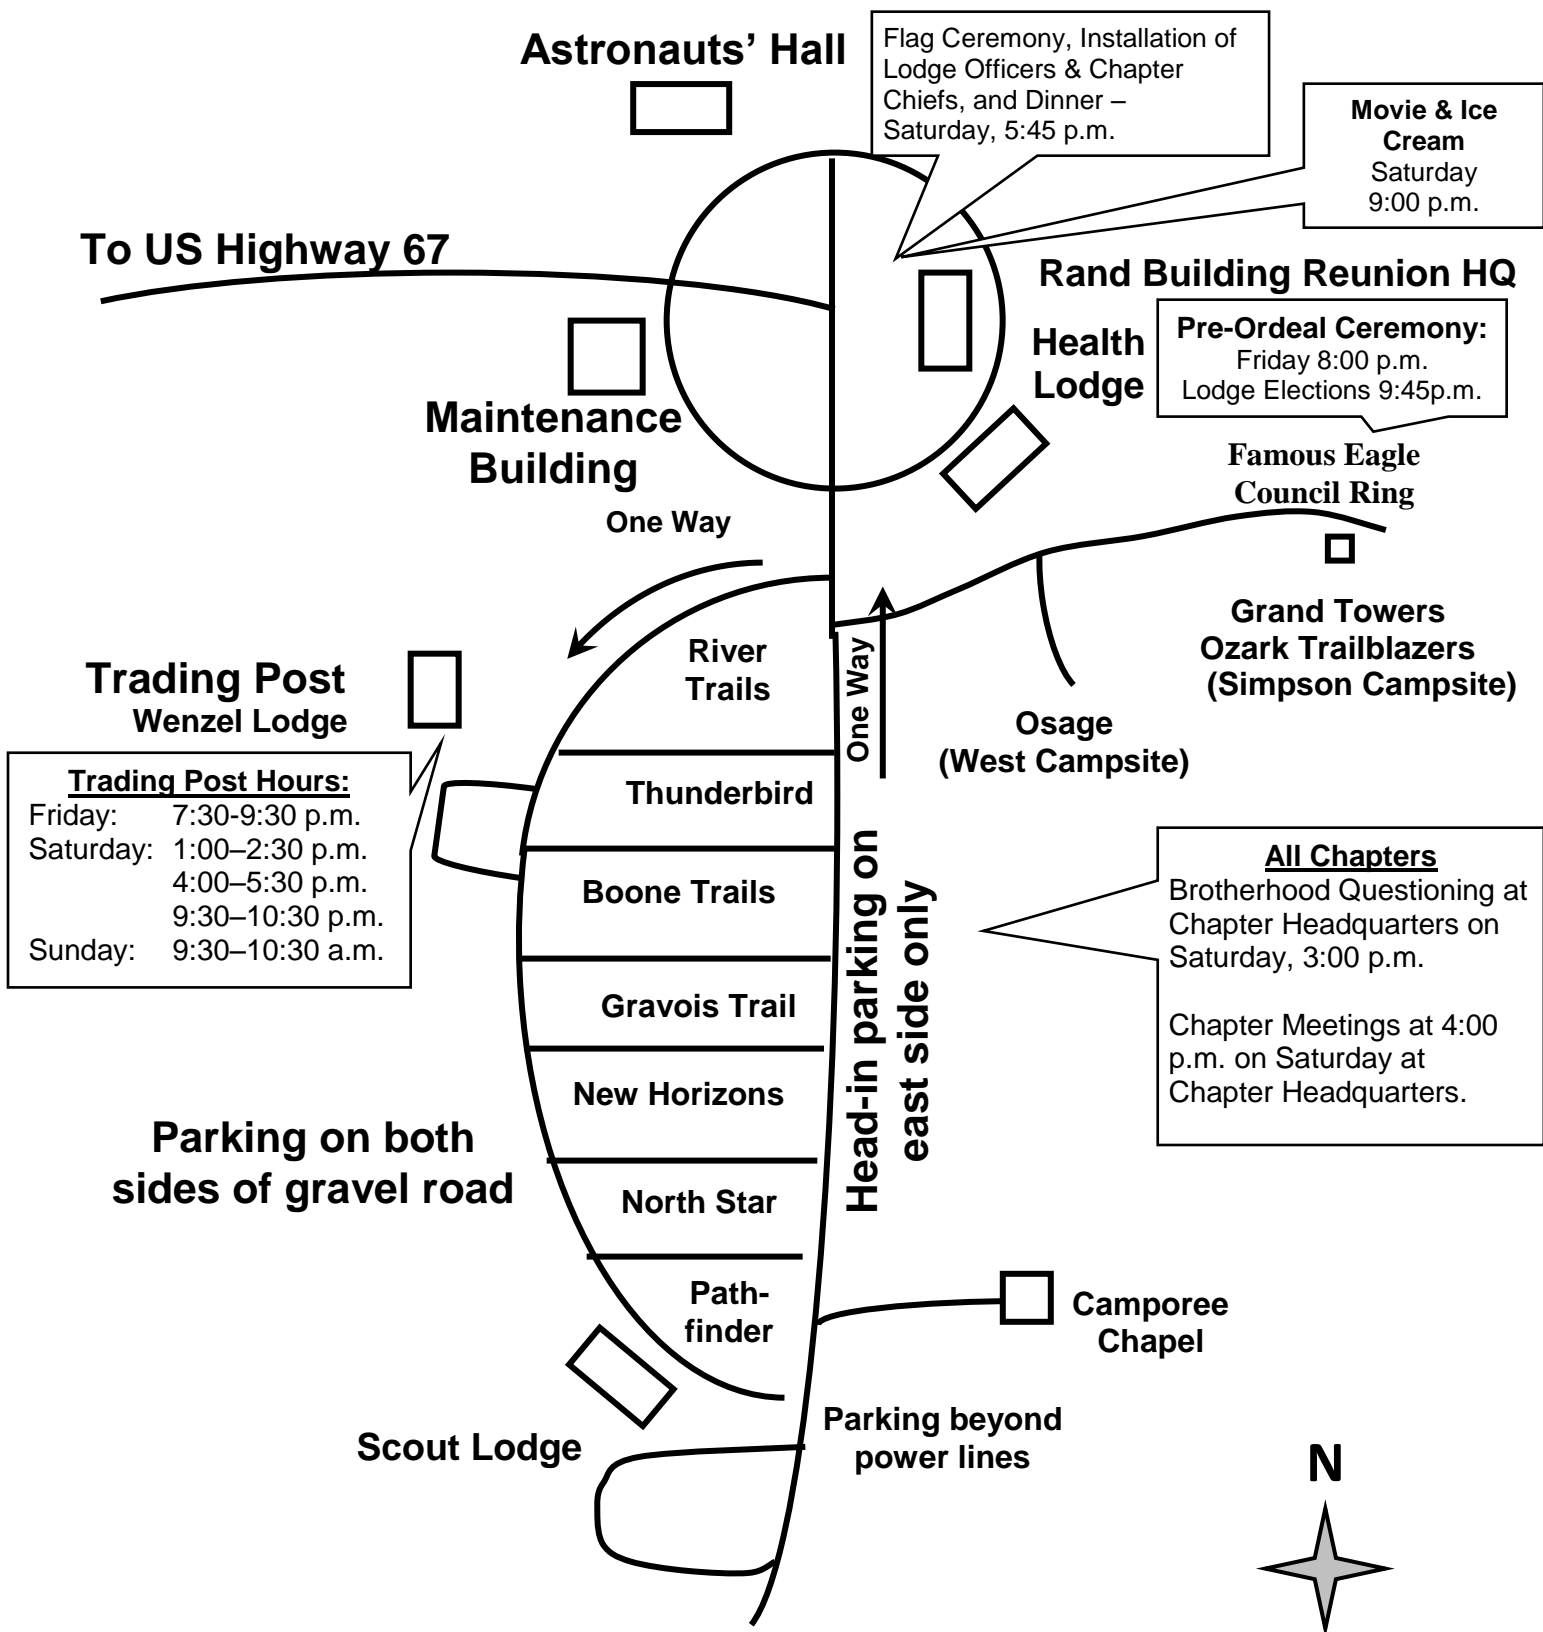 Astronauts’ Hall
Flag Ceremony, Installation of
Lodge Officers & Chapter
Chiefs, and Dinner –
Saturday, 5:45 p.m.
Movie & Ice
Cream
Saturday
9:00 p.m.
To US Highway 67
Rand Building Reunion HQ
Health
Lodge
Pre-Ordeal Ceremony:
Friday 8:00 p.m.
Lodge Elections 9:45p.m.
Maintenance
Building
Famous Eagle
Council Ring
One Way
Grand Towers
Ozark Trailblazers
(Simpson Campsite)
River
Trails
One Way
Osage
(West Campsite)
Trading Post
Wenzel Lodge
Trading Post Hours:
Friday: 7:30-9:30 p.m.
Saturday: 1:00–2:30 p.m.
4:00–5:30 p.m.
9:30–10:30 p.m.
Sunday: 9:30–10:30 a.m.
Thunderbird
Boone Trails
Gravois Trail
New Horizons
North Star
Path-
finder
Head-in parking on
east side only
All Chapters
Brotherhood Questioning at
Chapter Headquarters on
Saturday, 3:00 p.m.
Chapter Meetings at 4:00
p.m. on Saturday at
Chapter Headquarters.
Parking on both
sides of gravel road
Camporee
Chapel
Scout Lodge
Parking beyond
power lines
N